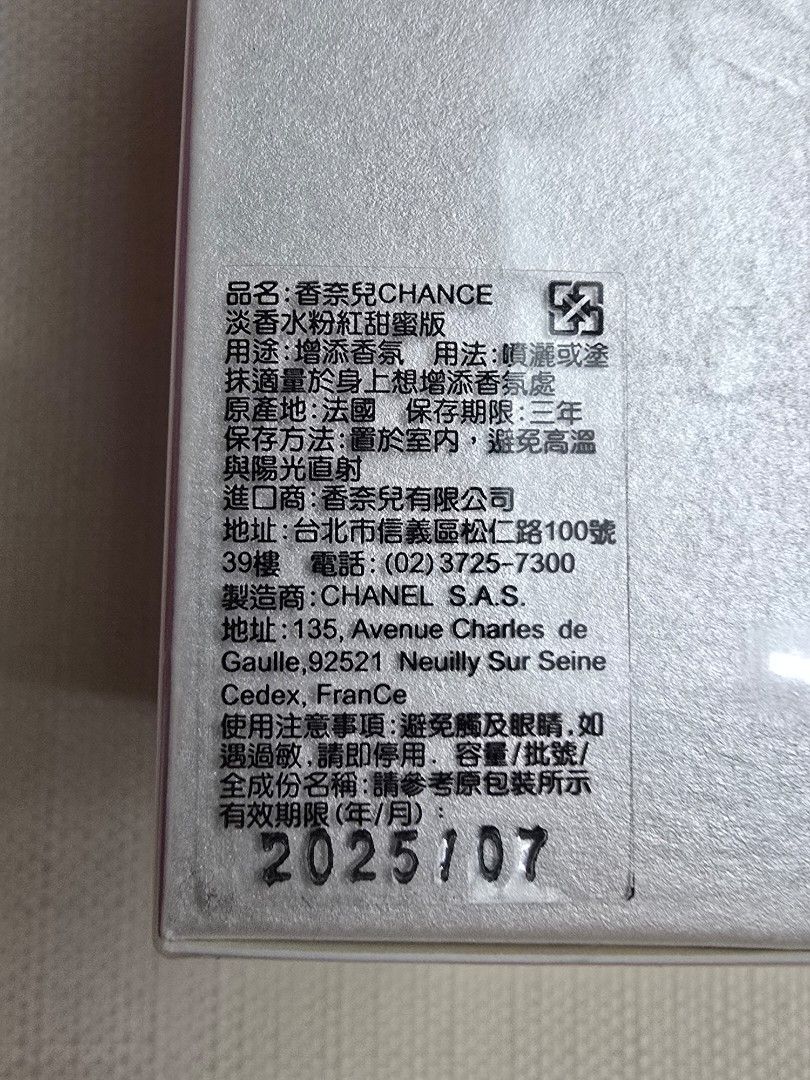 品名:香奈兒CHANCE
淡香水粉紅甜蜜版
用途:增添香氛 用法:噴灑或塗
抹適量於身上想增添香氛處
原產地:法國 保存期限:三年
保存方法:置於室內，避免高溫
與陽光直射
進口商:香奈兒有限公司
地址:台北市信義區松仁路100號
39樓 電話:(02)3725-7300
製造商:CHANEL S.A.S.
地址:135, Avenue Charles de
Gaulle,92521 Neuilly Sur Seine
Cedex, FranCe
使用注意事項:避免觸及眼睛.如
遇過敏,請即停用. 容量/批號/
全成份名稱:請參考原包裝所示
有效期限(年/月):
2025/07